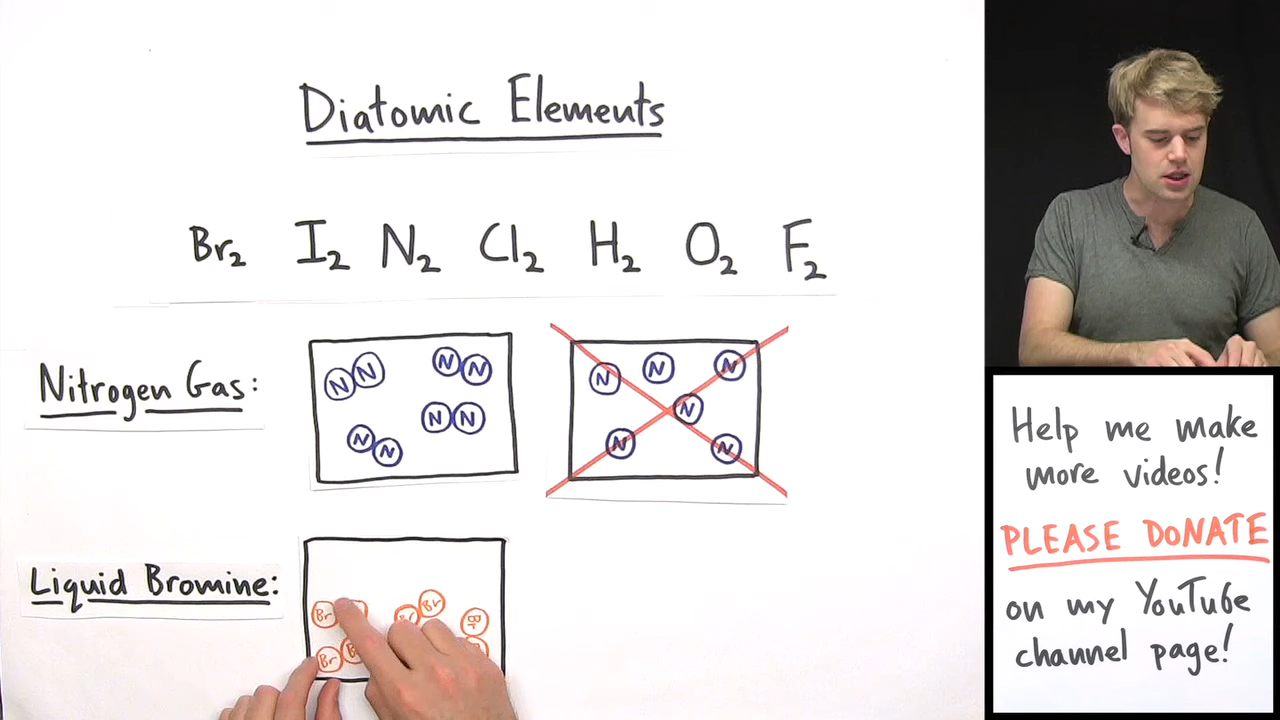 Diatomic Elements
Br2 I2 N2 Cl2 H2 O2 F2
Nitrogen Gas:
N N N N
N N N N
N N N
N
N N
Liquid Bromine:
Br Br Br Br
Br
Help me make
more videos!
PLEASE DONATE
on my YouTube
channel page!